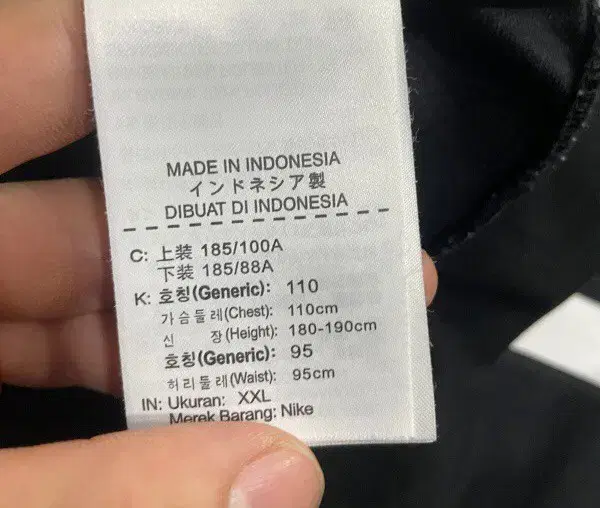 MADE IN INDONESIA
インドネシア製
DIBUAT DI INDONESIA
C: 上装 185/100A
下装 185/88A
K: 호칭(Generic): 110
가슴둘레(Chest): 110cm
신 장(Height): 180-190cm
호칭(Generic): 95
허리둘레(Waist): 95cm
IN: Ukuran: XXL
Merek Barang: Nike